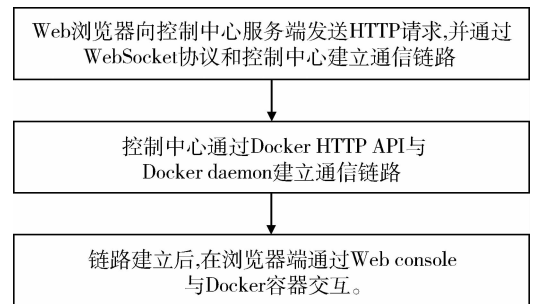 Web浏览器向控制中心服务端发送HTTP请求,并通过
WebSocket协议和控制中心建立通信链路
控制中心通过Docker HTTP API与
Docker daemon建立通信链路
链路建立后,在浏览器端通过Web console
与Docker容器交互。